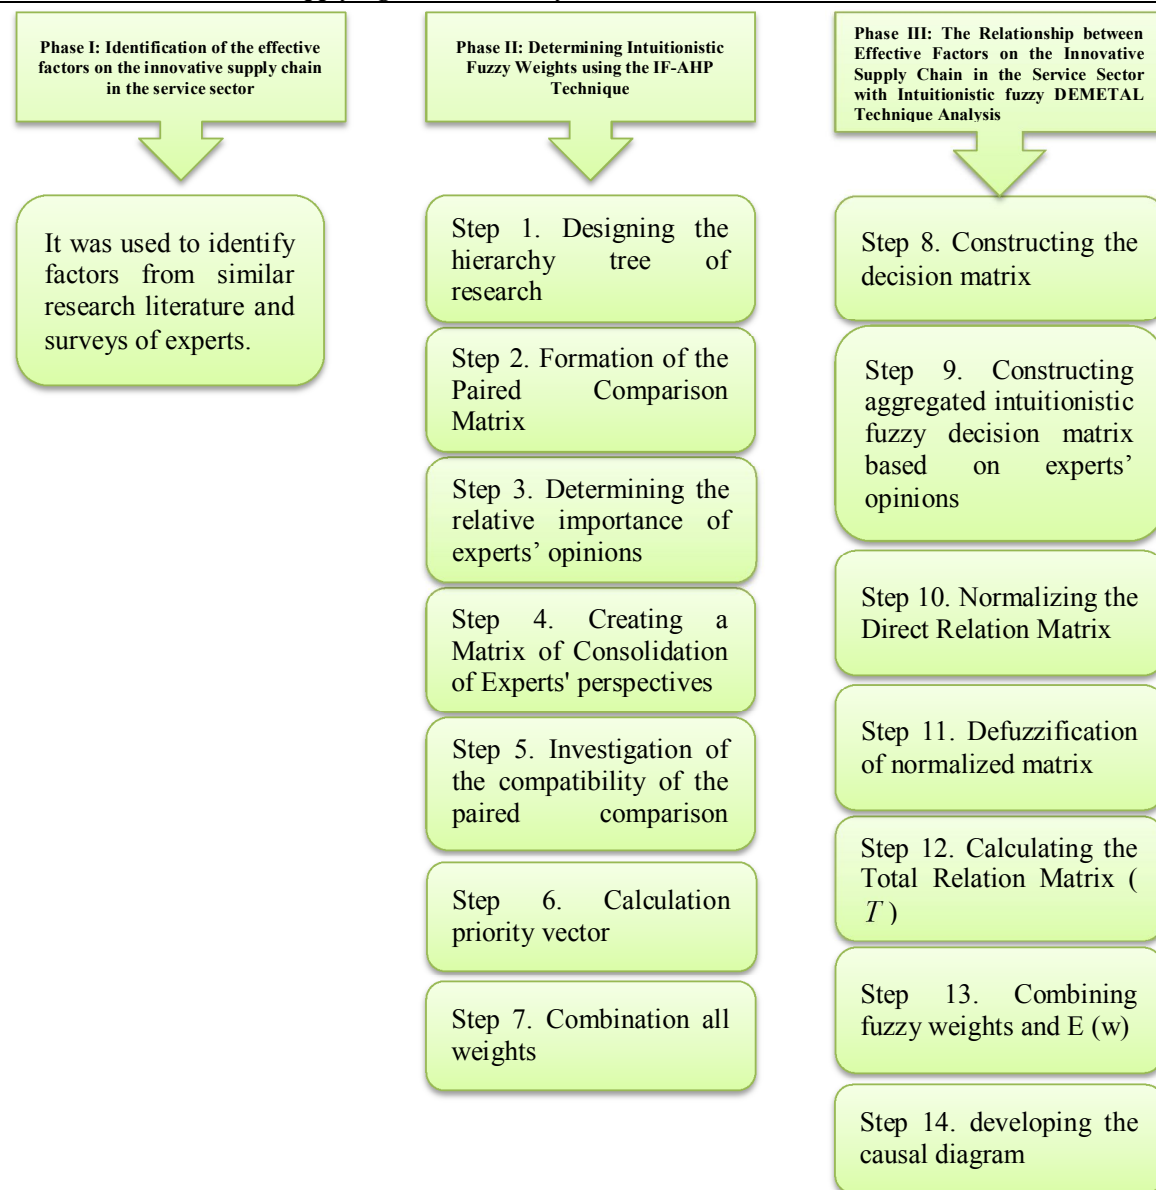 Phase I: Identification of the effective
factors on the innovative supply chain
in the service sector
It was used to identify
factors from similar
research literature and
surveys of experts.
Phase II: Determining Intuitionistic
Fuzzy Weights using the IF-AHP
Technique
Step 1. Designing the
hierarchy tree of
research
Step 2. Formation of the
Paired Comparison
Matrix
Step 3. Determining the
relative importance of
experts’ opinions
Step 4. Creating a
Matrix of Consolidation
of Experts' perspectives
Step 5. Investigation of
the compatibility of the
paired comparison
Step 6. Calculation
priority vector
Step 7. Combination all
weights
Phase III: The Relationship between
Effective Factors on the Innovative
Supply Chain in the Service Sector
with Intuitionistic fuzzy DEMETAL
Technique Analysis
Step 8. Constructing the
decision matrix
Step 9. Constructing
aggregated intuitionistic
fuzzy decision matrix
based on experts’
opinions
Step 10. Normalizing the
Direct Relation Matrix
Step 11. Defuzzification
of normalized matrix
Step 12. Calculating the
Total Relation Matrix (
T )
Step 13. Combining
fuzzy weights and E (w)
Step 14. developing the
causal diagram